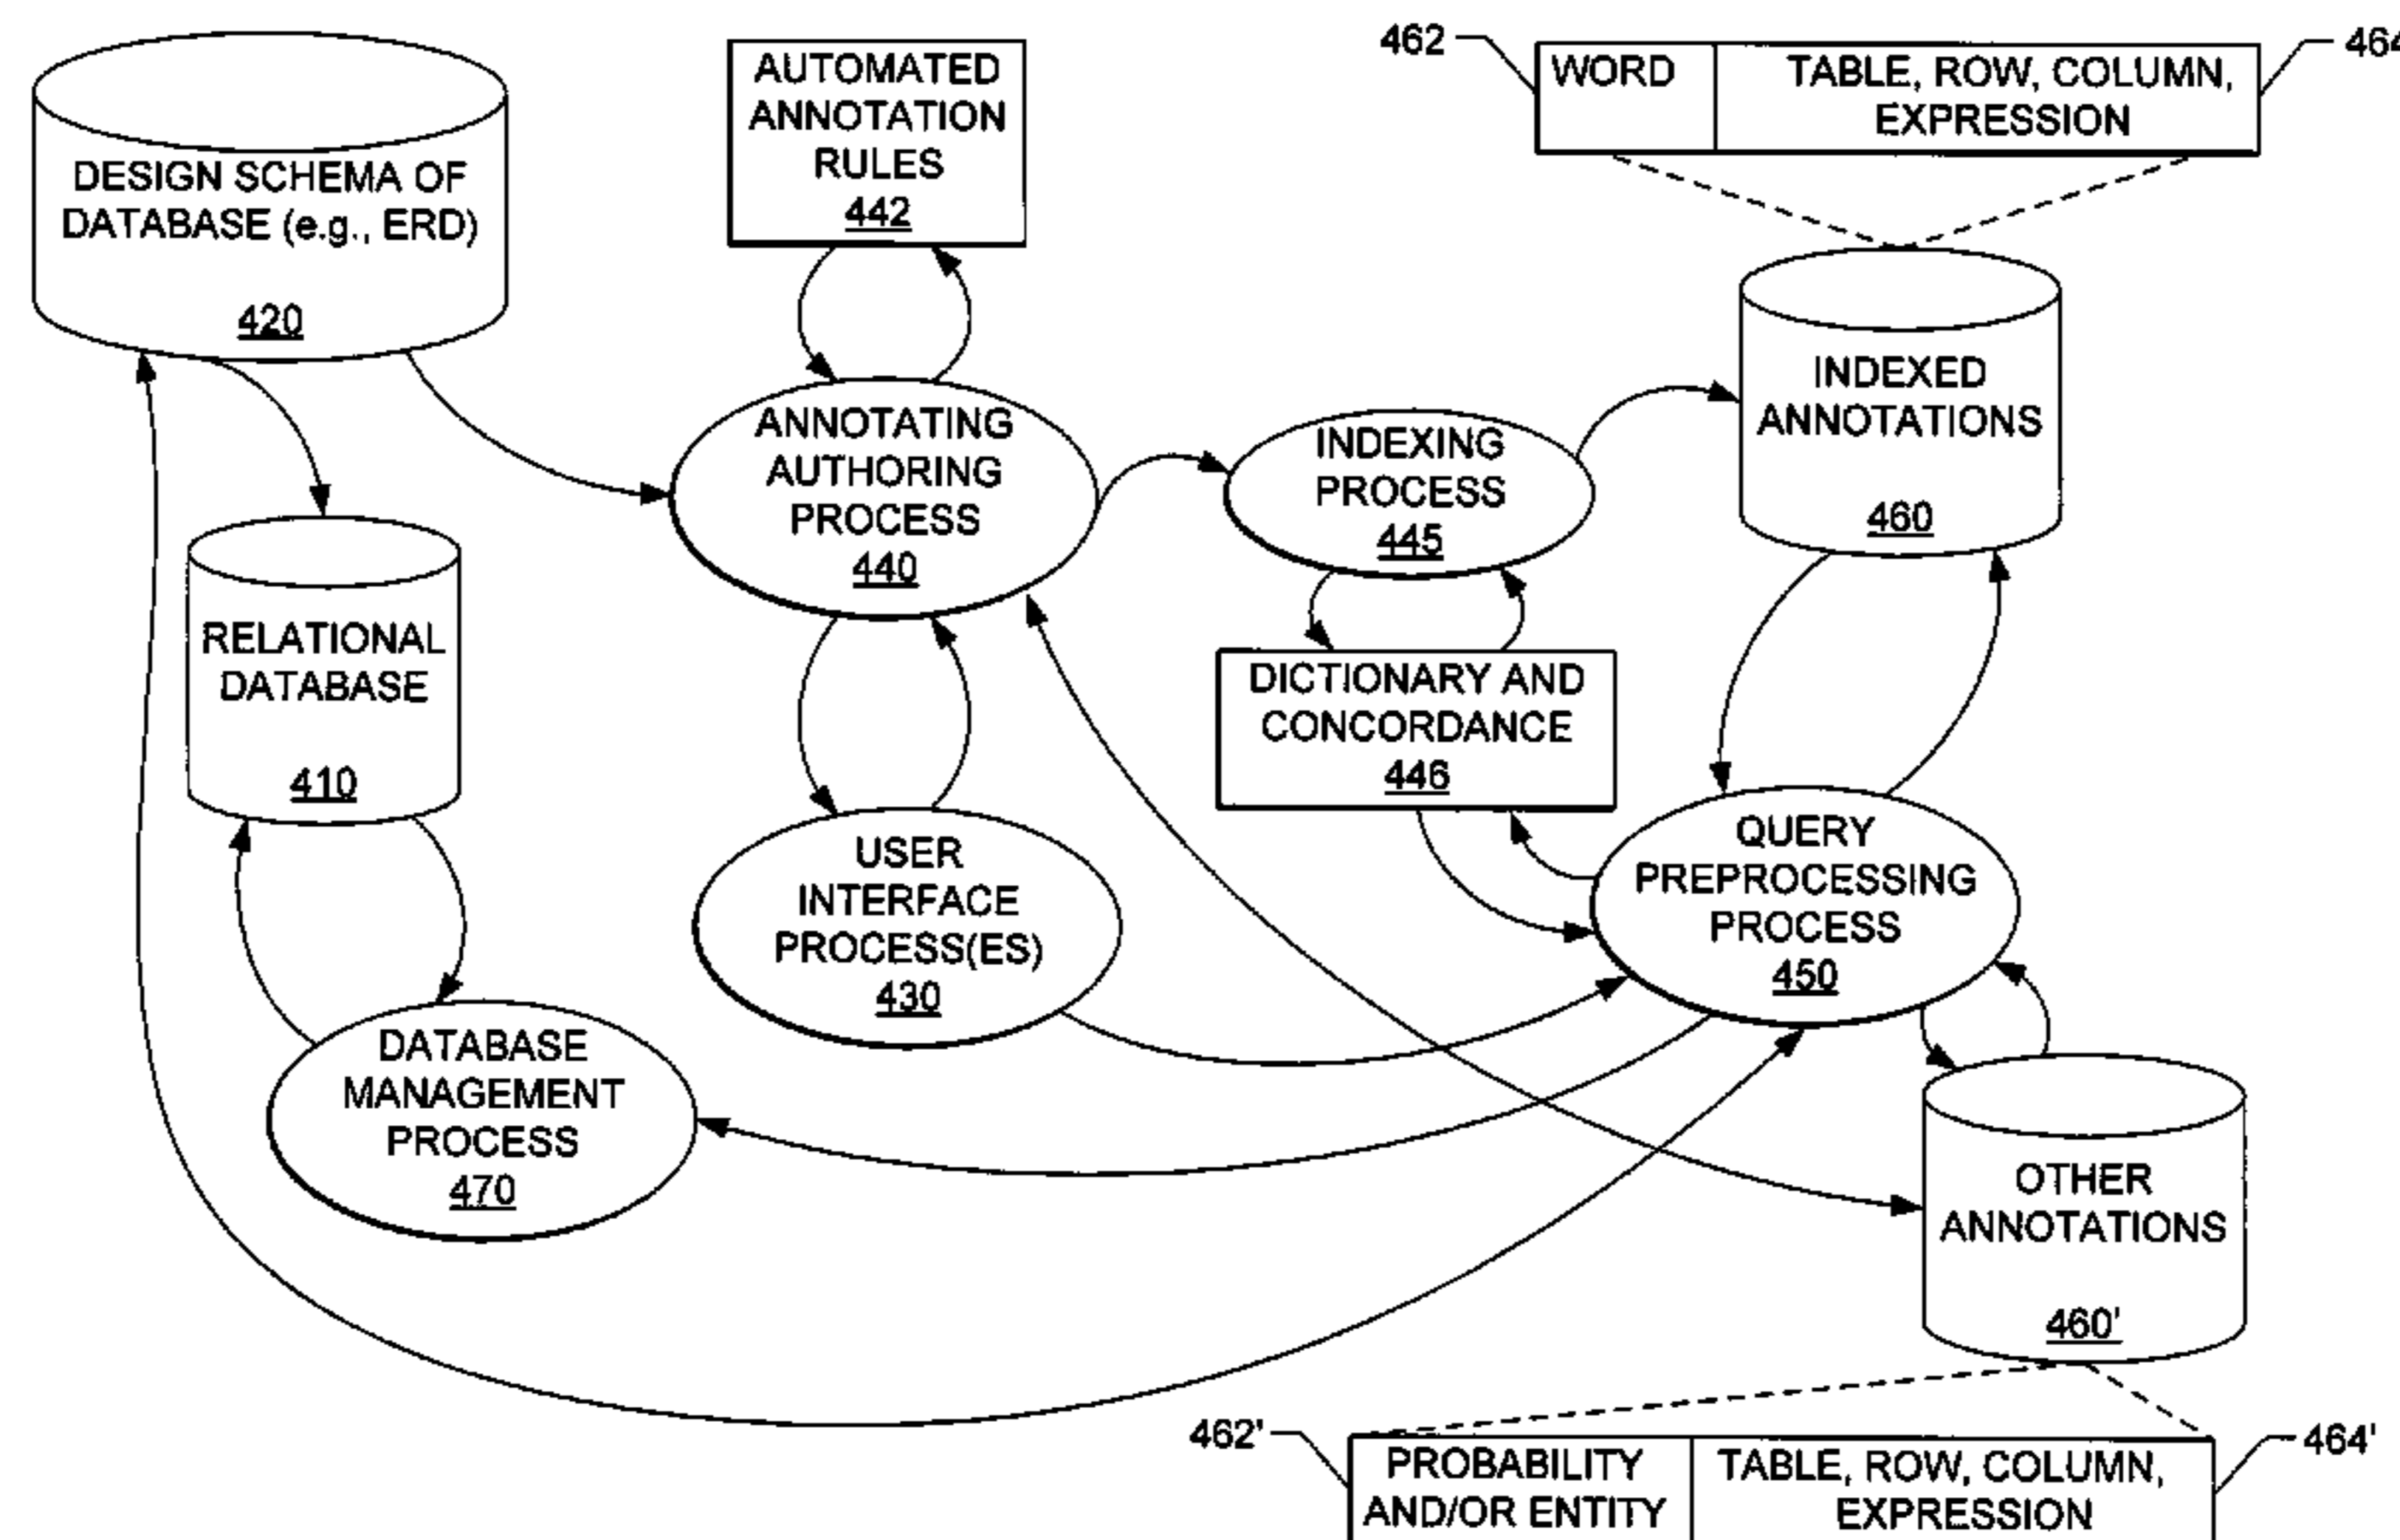 DESIGN SCHEMA OF
DATABASE (e.g., ERD)
420
AUTOMATED
ANNOTATION
RULES
442
462
WORD
TABLE, ROW, COLUMN,
EXPRESSION
464
INDEXED
ANNOTATIONS
460
ANNOTATING
AUTHORING
PROCESS
440
INDEXING
PROCESS
445
RELATIONAL
DATABASE
410
DICTIONARY AND
CONCORDANCE
446
USER
INTERFACE
PROCESS(ES)
430
QUERY
PREPROCESSING
PROCESS
450
DATABASE
MANAGEMENT
PROCESS
470
OTHER
ANNOTATIONS
460'
462'
PROBABILITY
AND/OR ENTITY
TABLE, ROW, COLUMN,
EXPRESSION
464'